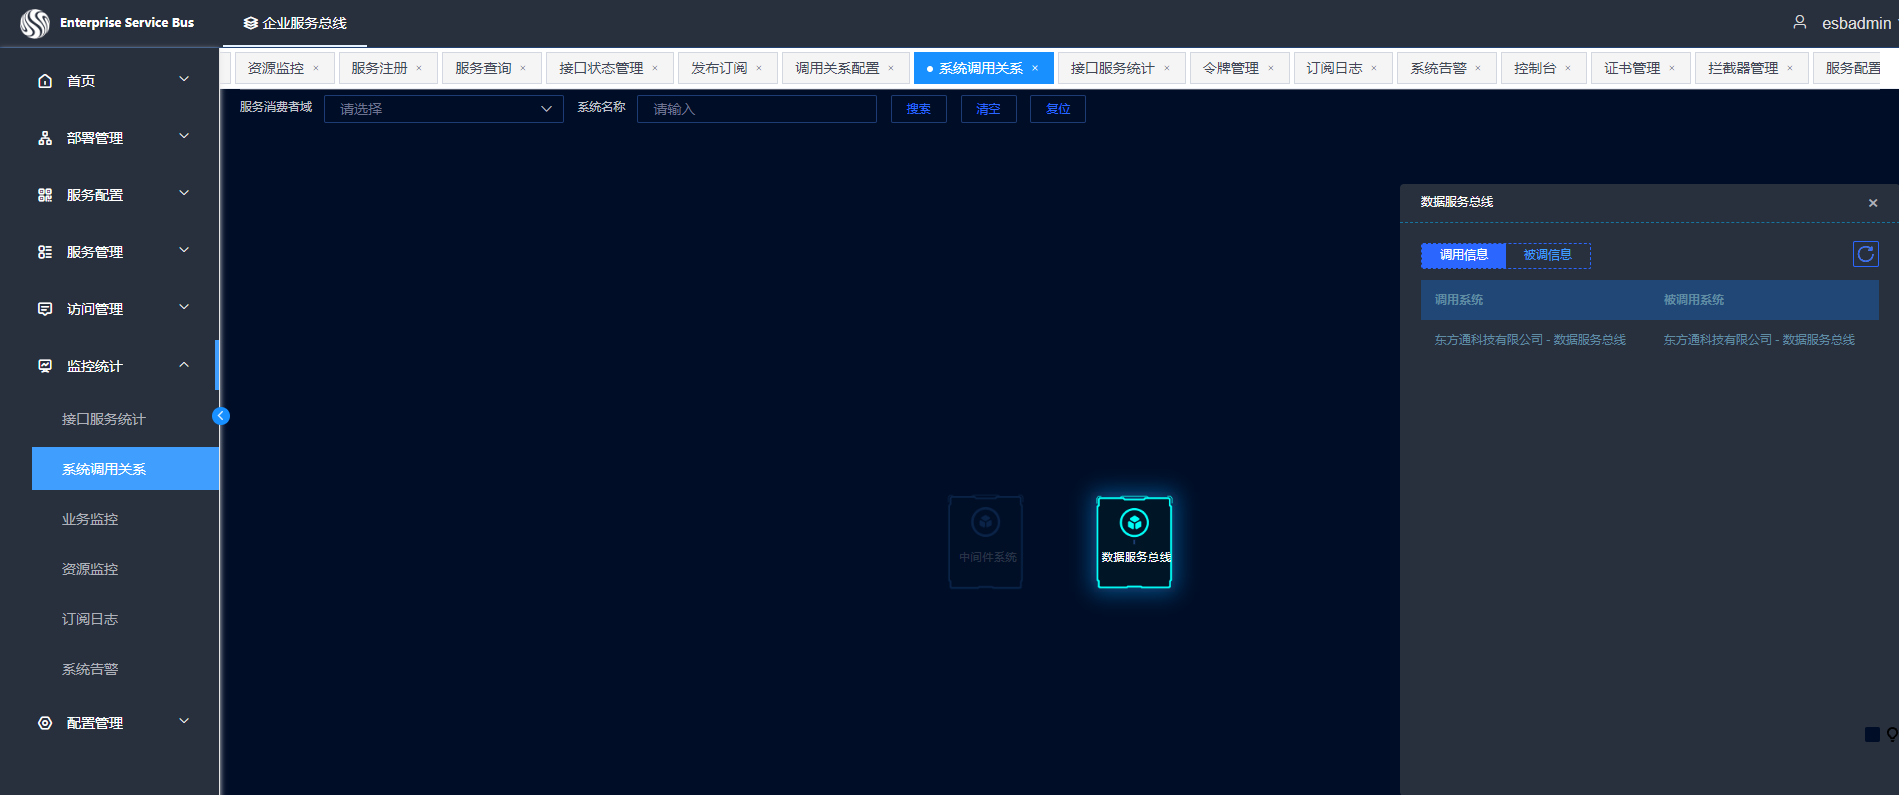 Enterprise Service Bus
企业服务总线
esbadmin
首页
部署管理
服务配置
服务管理
访问管理
监控统计
接口服务统计
系统调用关系
业务监控
资源监控
订阅日志
系统告警
配置管理
资源监控 ×
服务注册 ×
服务查询 ×
接口状态管理 ×
发布订阅 ×
调用关系配置 ×
系统调用关系 ×
接口服务统计 ×
令牌管理 ×
订阅日志 ×
系统告警 ×
控制台 ×
证书管理 ×
拦截器管理 ×
服务配置
服务消费者域 请选择 系统名称 请输入 搜索 清空 复位
中间件系统
数据服务总线
数据服务总线 ×
调用信息 被调信息
调用系统 被调用系统
东方通科技有限公司 - 数据服务总线 东方通科技有限公司 - 数据服务总线